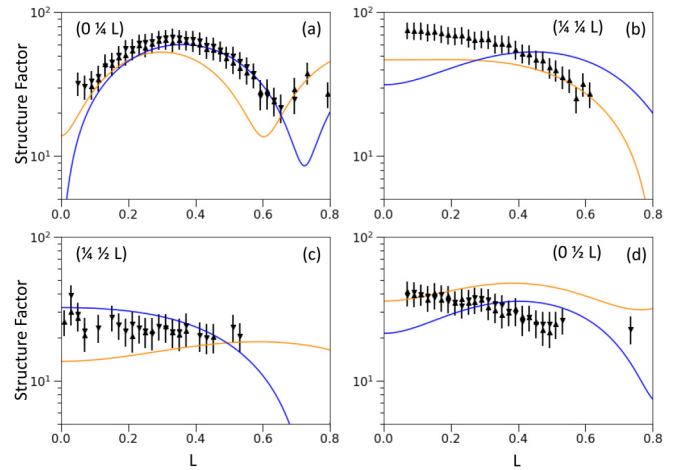 Structure Factor
10²
10¹
(0 ¼ L)
(a)
0.0 0.2 0.4 0.6 0.8
10²
10¹
(¼ ¼ L)
(b)
0.0 0.2 0.4 0.6 0.8
Structure Factor
10²
10¹
(¼ ½ L)
(c)
0.0 0.2 0.4 0.6 0.8
L
10²
10¹
(0 ½ L)
(d)
0.0 0.2 0.4 0.6 0.8
L